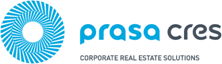 prasa cres
CORPORATE REAL ESTATE SOLUTIONS